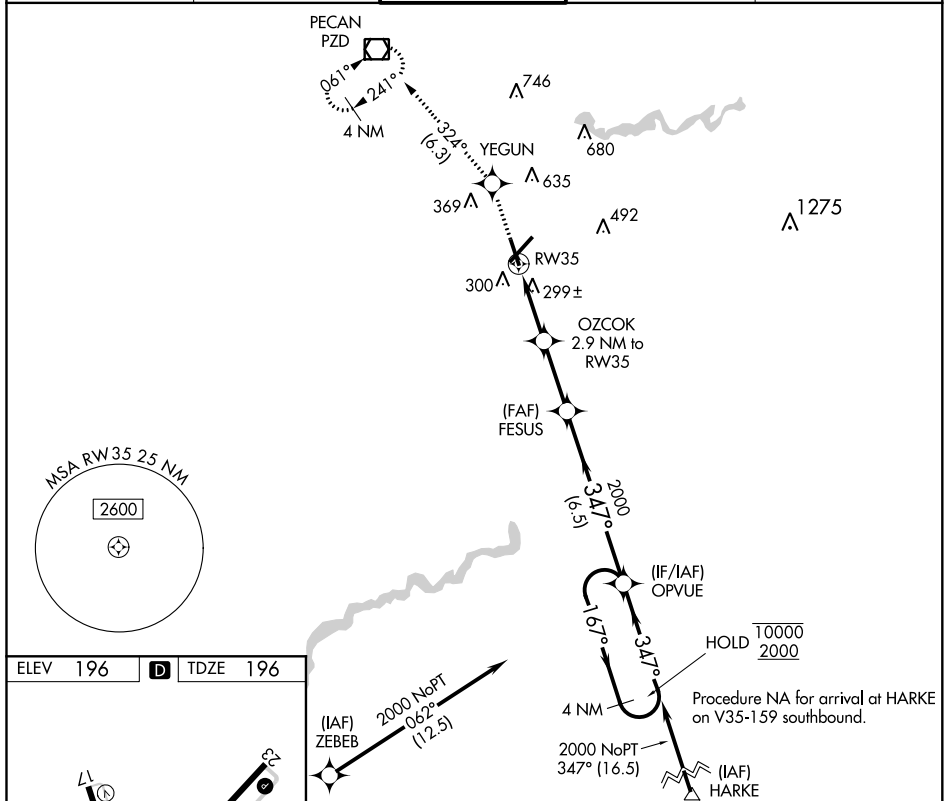 PECAN
PZD
061°
241°
4 NM
324°
(6.3)
746
680
YEGUN
635
369
492
1275
RW35
300
299±
OZCOK
2.9 NM to
RW35
(FAF)
FESUS
MSA RW35 25 NM
2600
2000
347°
(6.5)
(IF/IAF)
OPVUE
167°
347°
HOLD
10000
2000
4 NM
Procedure NA for arrival at HARKE
on V35-159 southbound.
2000 NoPT
347° (16.5)
(IAF)
HARKE
2000 NoPT
062°
(12.5)
(IAF)
ZEBEB
ELEV 196
D
TDZE 196
17
V
23
P